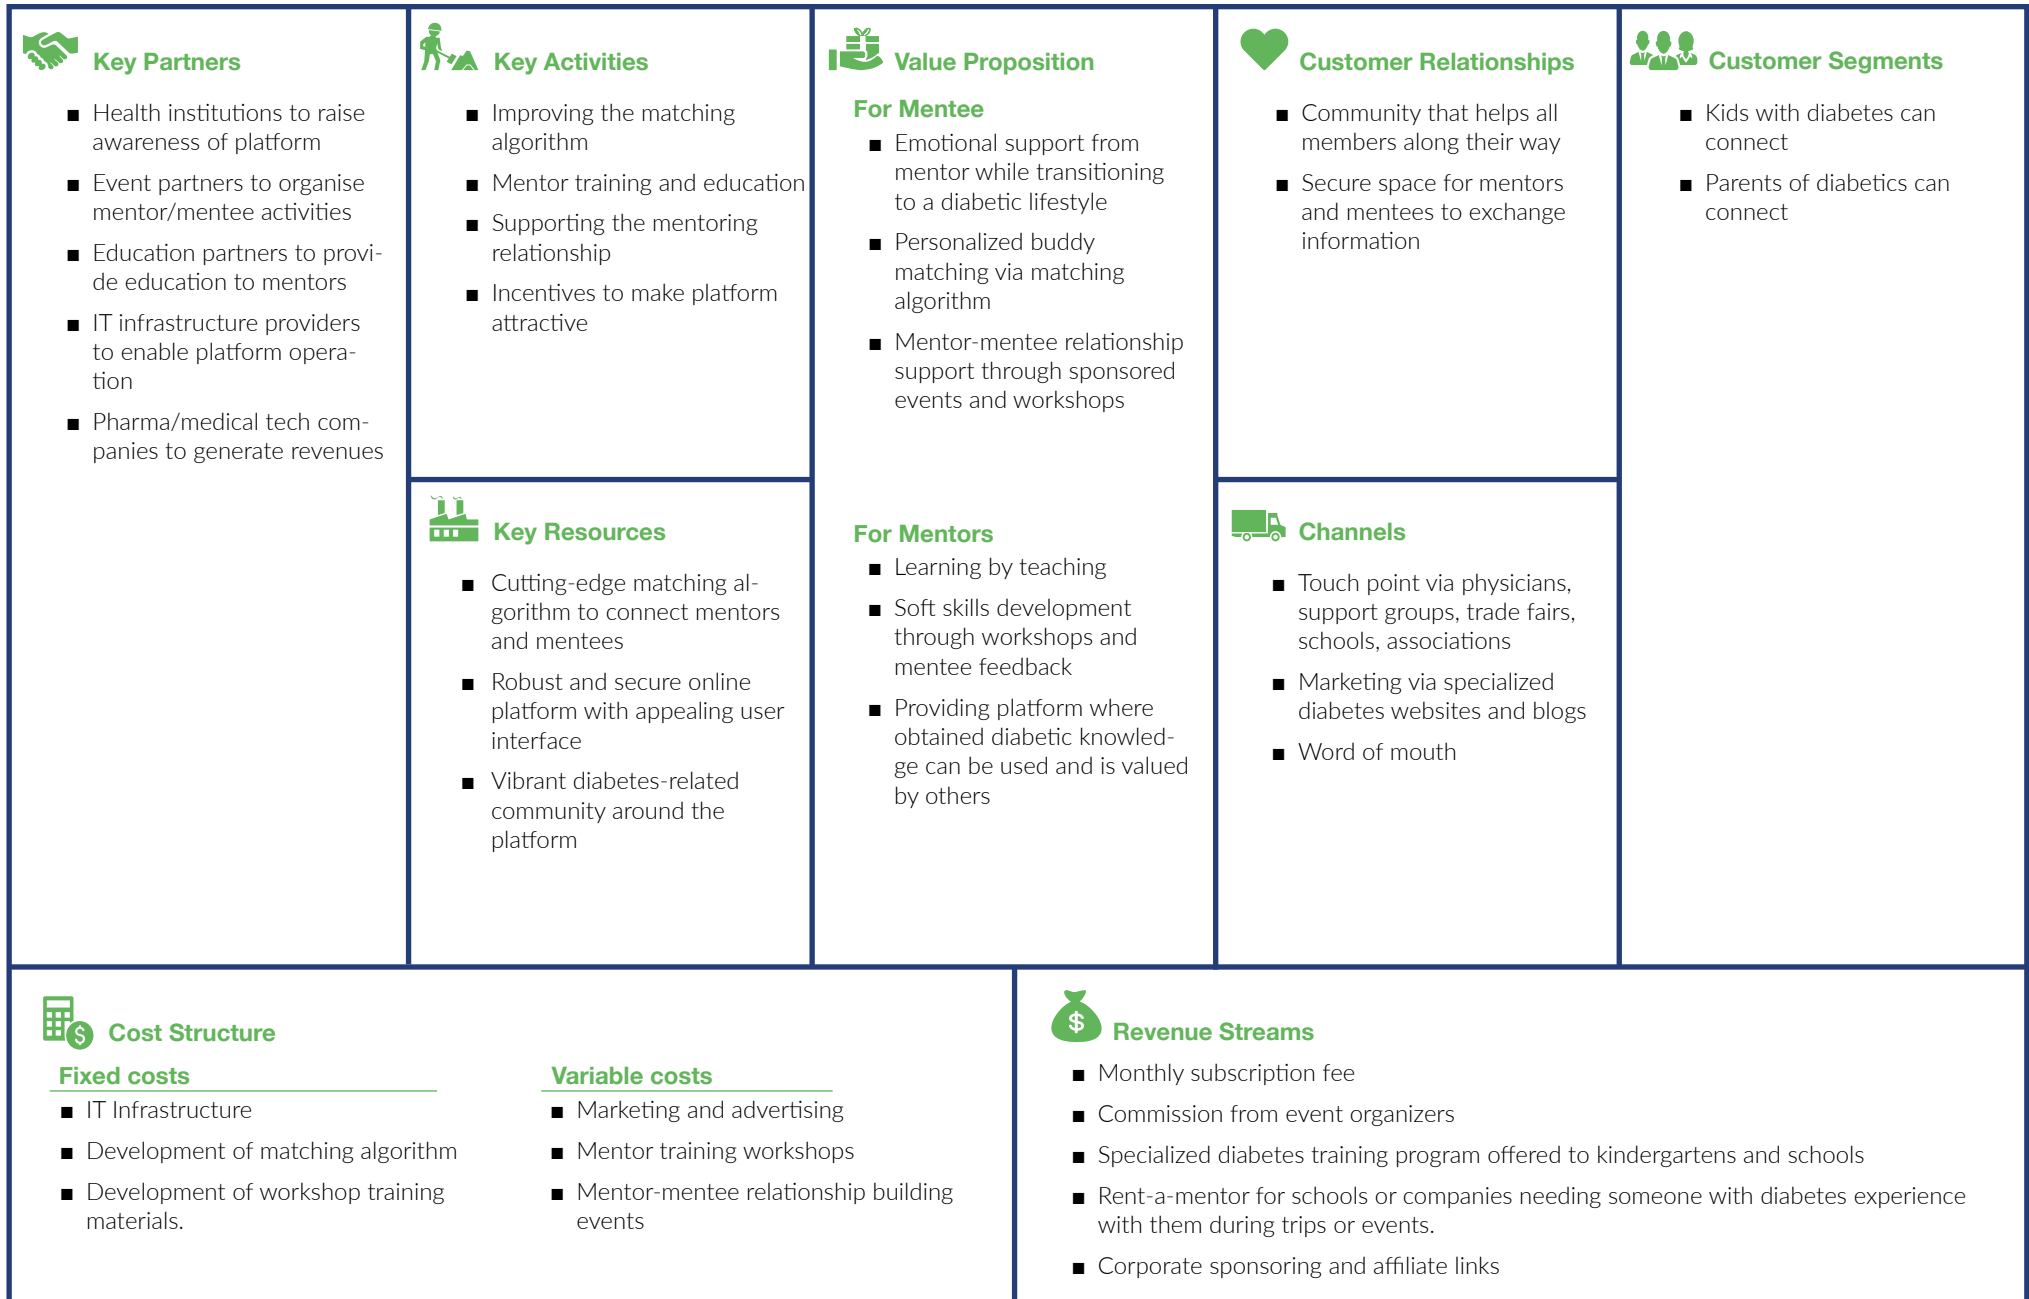 Key Partners
Health institutions to raise
awareness of platform
Event partners to organise
mentor/mentee activities
Education partners to provi-
de education to mentors
IT infrastructure providers
to enable platform opera-
tion
Pharma/medical tech com-
panies to generate revenues
Key Activities
Improving the matching
algorithm
Mentor training and education
Supporting the mentoring
relationship
Incentives to make platform
attractive
Key Resources
Cutting-edge matching al-
gorithm to connect mentors
and mentees
Robust and secure online
platform with appealing user
interface
Vibrant diabetes-related
community around the
platform
Value Proposition
For Mentee
Emotional support from
mentor while transitioning
to a diabetic lifestyle
Personalized buddy
matching via matching
algorithm
Mentor-mentee relationship
support through sponsored
events and workshops
For Mentors
Learning by teaching
Soft skills development
through workshops and
mentee feedback
Providing platform where
obtained diabetic knowled-
ge can be used and is valued
by others
Customer Relationships
Community that helps all
members along their way
Secure space for mentors
and mentees to exchange
information
Channels
Touch point via physicians,
support groups, trade fairs,
schools, associations
Marketing via specialized
diabetes websites and blogs
Word of mouth
Customer Segments
Kids with diabetes can
connect
Parents of diabetics can
connect
$ Cost Structure
Fixed costs
IT Infrastructure
Development of matching algorithm
Development of workshop training
materials.
Variable costs
Marketing and advertising
Mentor training workshops
Mentor-mentee relationship building
events
$ Revenue Streams
Monthly subscription fee
Commission from event organizers
Specialized diabetes training program offered to kindergartens and schools
Rent-a-mentor for schools or companies needing someone with diabetes experience
with them during trips or events.
Corporate sponsoring and affiliate links